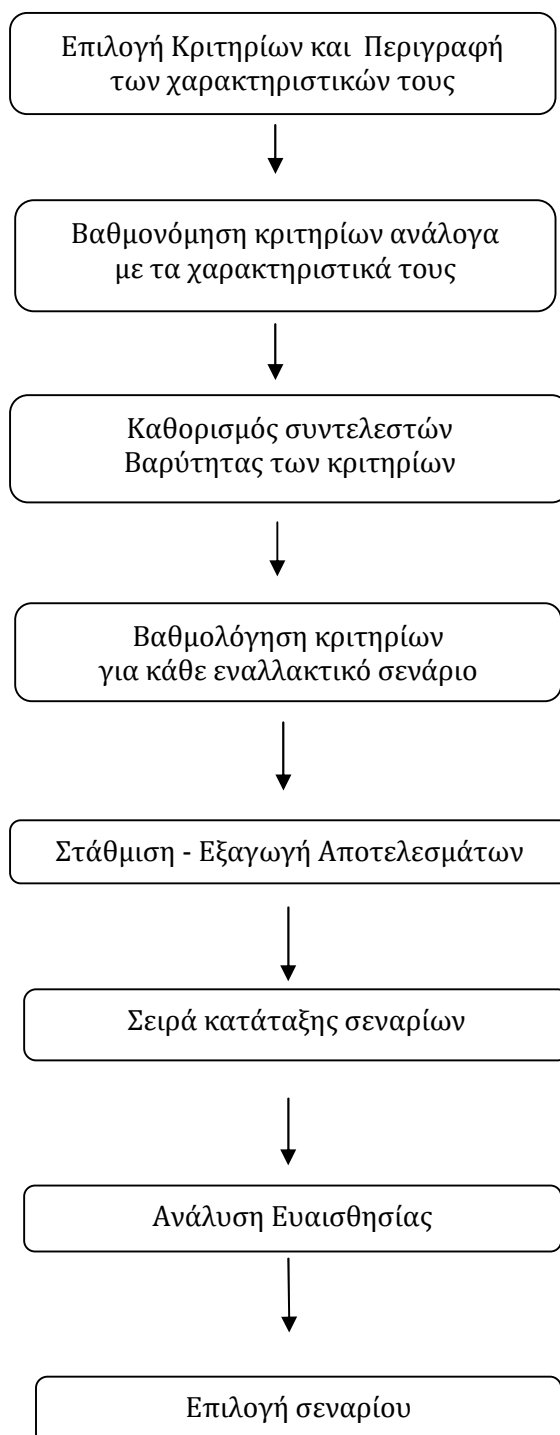 Επιλογή Κριτηρίων και  Περιγραφή
των χαρακτηριστικών τους
Βαθμονόμηση κριτηρίων ανάλογα
με τα χαρακτηριστικά τους
Καθορισμός συντελεστών
Βαρύτητας των κριτηρίων
Βαθμολόγηση κριτηρίων
για κάθε εναλλακτικό σενάριο
Στάθμιση - Εξαγωγή Αποτελεσμάτων
Σειρά κατάταξης σεναρίων
Ανάλυση Ευαισθησίας
Επιλογή σεναρίου